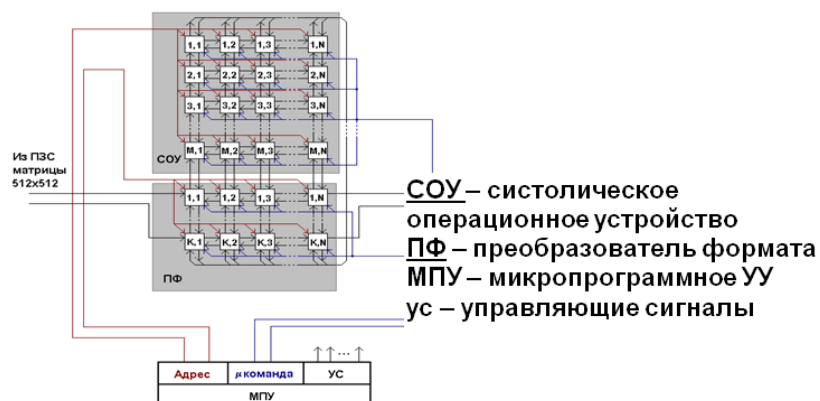 1,1 1,2 1,3 1,N
2,1 2,2 2,3 2,N
3,1 3,2 3,3 3,N
М,1 М,2 М,3 М,N
СОУ
Из ПЗС
матрицы
512x512
1,1 1,2 1,3 1,N
К,1 К,2 К,3 К,N
ПФ
СОУ – систолическое
операционное устройство
ПФ – преобразователь формата
МПУ – микропрограммное УУ
ус – управляющие сигналы
Адрес μкоманда УС
МПУ